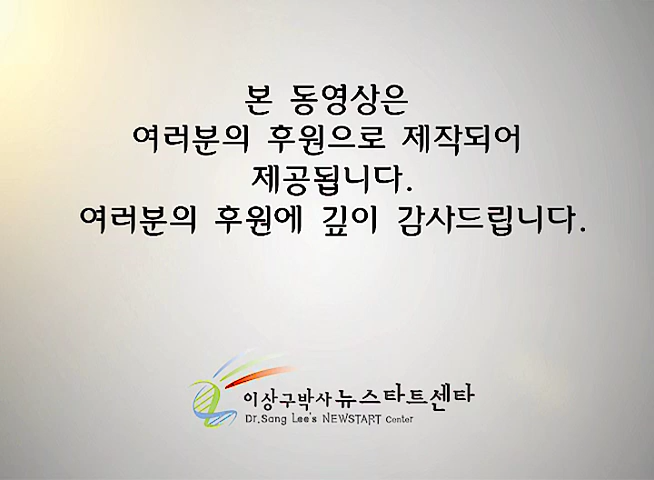 본 동영상은
여러분의 후원으로 제작되어
제공됩니다.
여러분의 후원에 깊이 감사드립니다.
이상구박사 뉴스타트센타
Dr.Sang Lee's NEWSTART Center